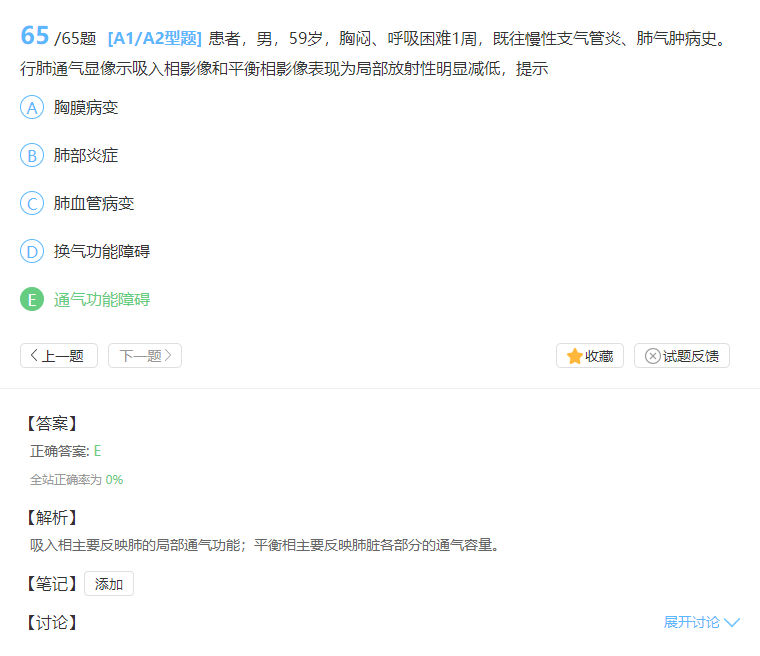 65 /65题 [A1/A2型题] 患者，男，59岁，胸闷、呼吸困难1周，既往慢性支气管炎、肺气肿病史。
行肺通气显像示吸入相影像和平衡相影像表现为局部放射性明显减低，提示
A 胸膜病变
B 肺部炎症
C 肺血管病变
D 换气功能障碍
E 通气功能障碍
上一题 下一题 收藏 试题反馈
【答案】
正确答案: E
全站正确率为 0%
【解析】
吸入相主要反映肺的局部通气功能；平衡相主要反映肺脏各部分的通气容量。
【笔记】 添加
【讨论】 展开讨论